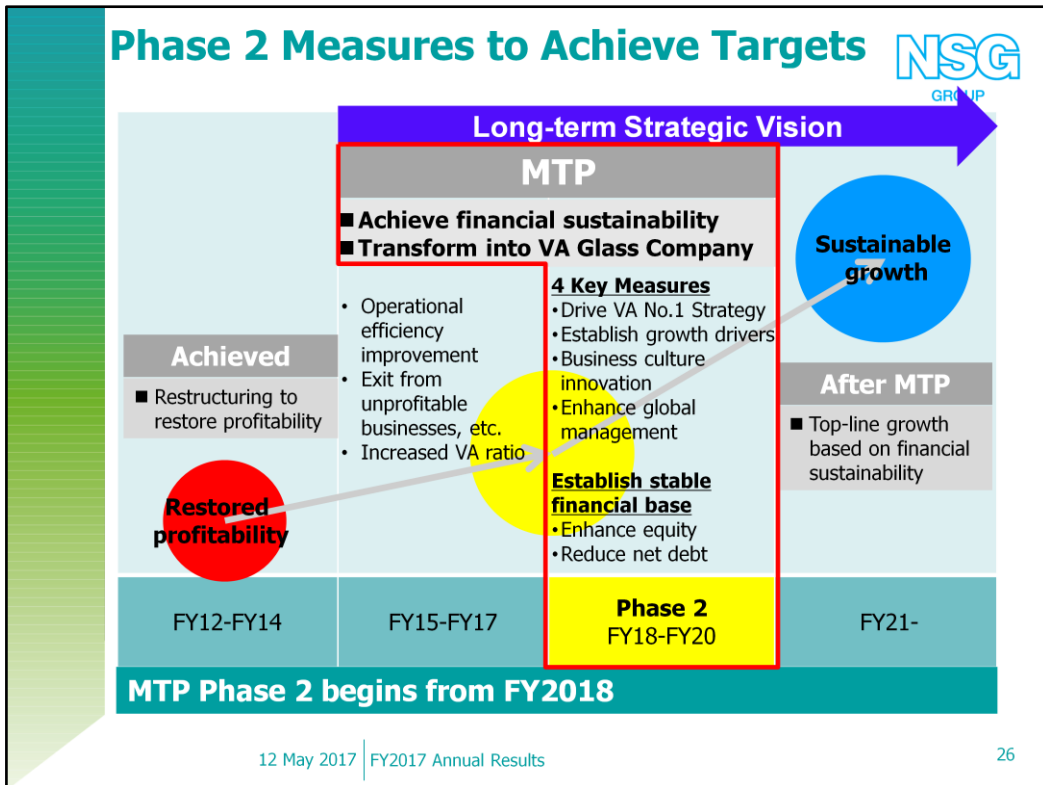 Phase 2 Measures to Achieve Targets
NSG
GROUP
Long-term Strategic Vision
MTP
■ Achieve financial sustainability
■ Transform into VA Glass Company
Achieved
■ Restructuring to
restore profitability
Restored
profitability
• Operational
efficiency
improvement
• Exit from
unprofitable
businesses, etc.
• Increased VA ratio
4 Key Measures
•Drive VA No.1 Strategy
•Establish growth drivers
•Business culture
innovation
•Enhance global
management
Establish stable
financial base
•Enhance equity
•Reduce net debt
Sustainable
growth
After MTP
■ Top-line growth
based on financial
sustainability
FY12-FY14
FY15-FY17
Phase 2
FY18-FY20
FY21-
MTP Phase 2 begins from FY2018
12 May 2017 FY2017 Annual Results
26